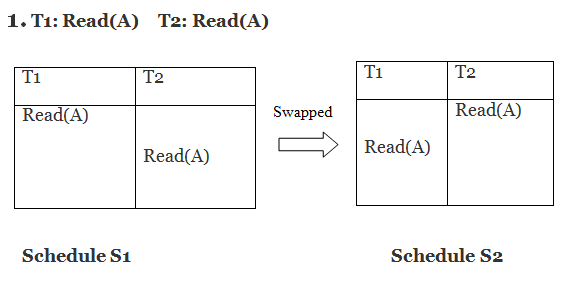 1. T1: Read(A) T2: Read(A)
T1 T2
Read(A)
Read(A)
Swapped
T1 T2
Read(A)
Read(A)
Schedule S1
Schedule S2